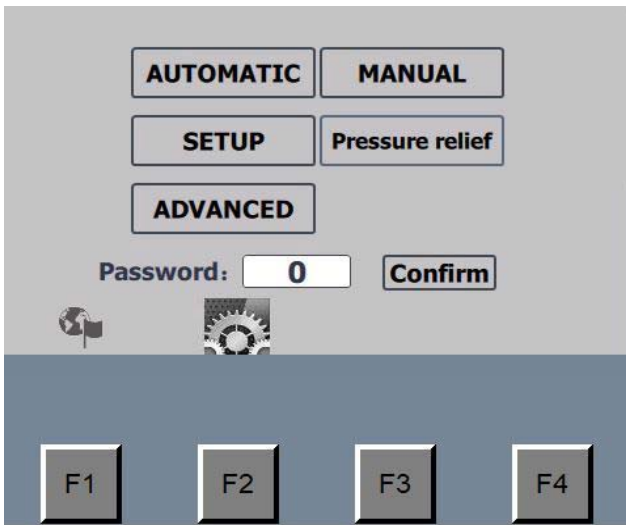 AUTOMATIC MANUAL
SETUP Pressure relief
ADVANCED
Password： 0 Confirm
F1 F2 F3 F4